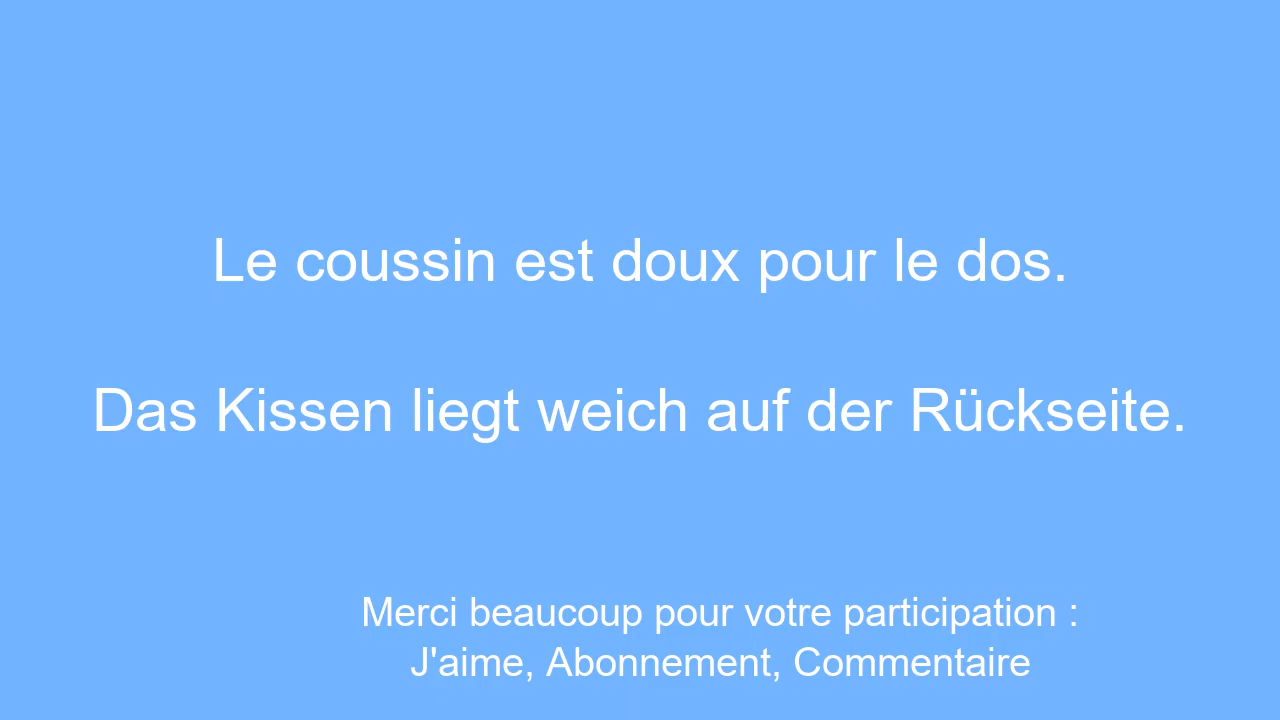 Le coussin est doux pour le dos.
Das Kissen liegt weich auf der Rückseite.
Merci beaucoup pour votre participation :
J'aime, Abonnement, Commentaire